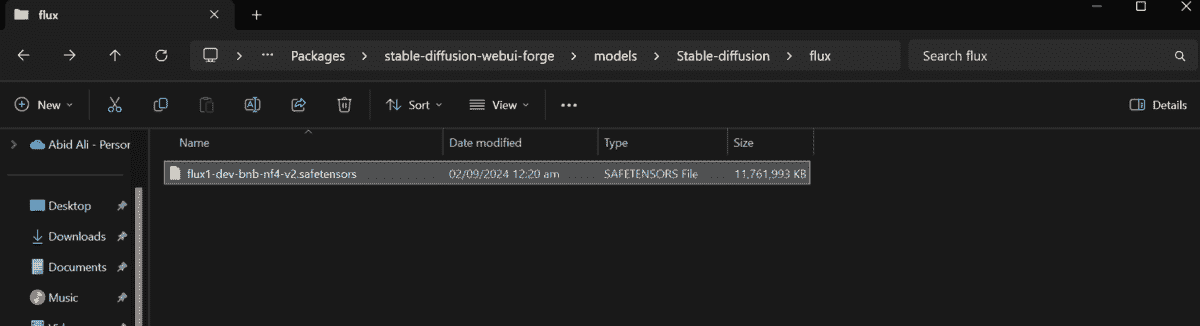 flux
Packages stable-diffusion-webui-forge models Stable-diffusion flux Search flux
New Sort View Details
Abid Ali - Person
Name Date modified Type Size
flux1-dev-bnb-nf4-v2.safetensors 02/09/2024 12:20 am SAFETENSORS File 11,761,993 KB
Desktop
Downloads
Documents
Music